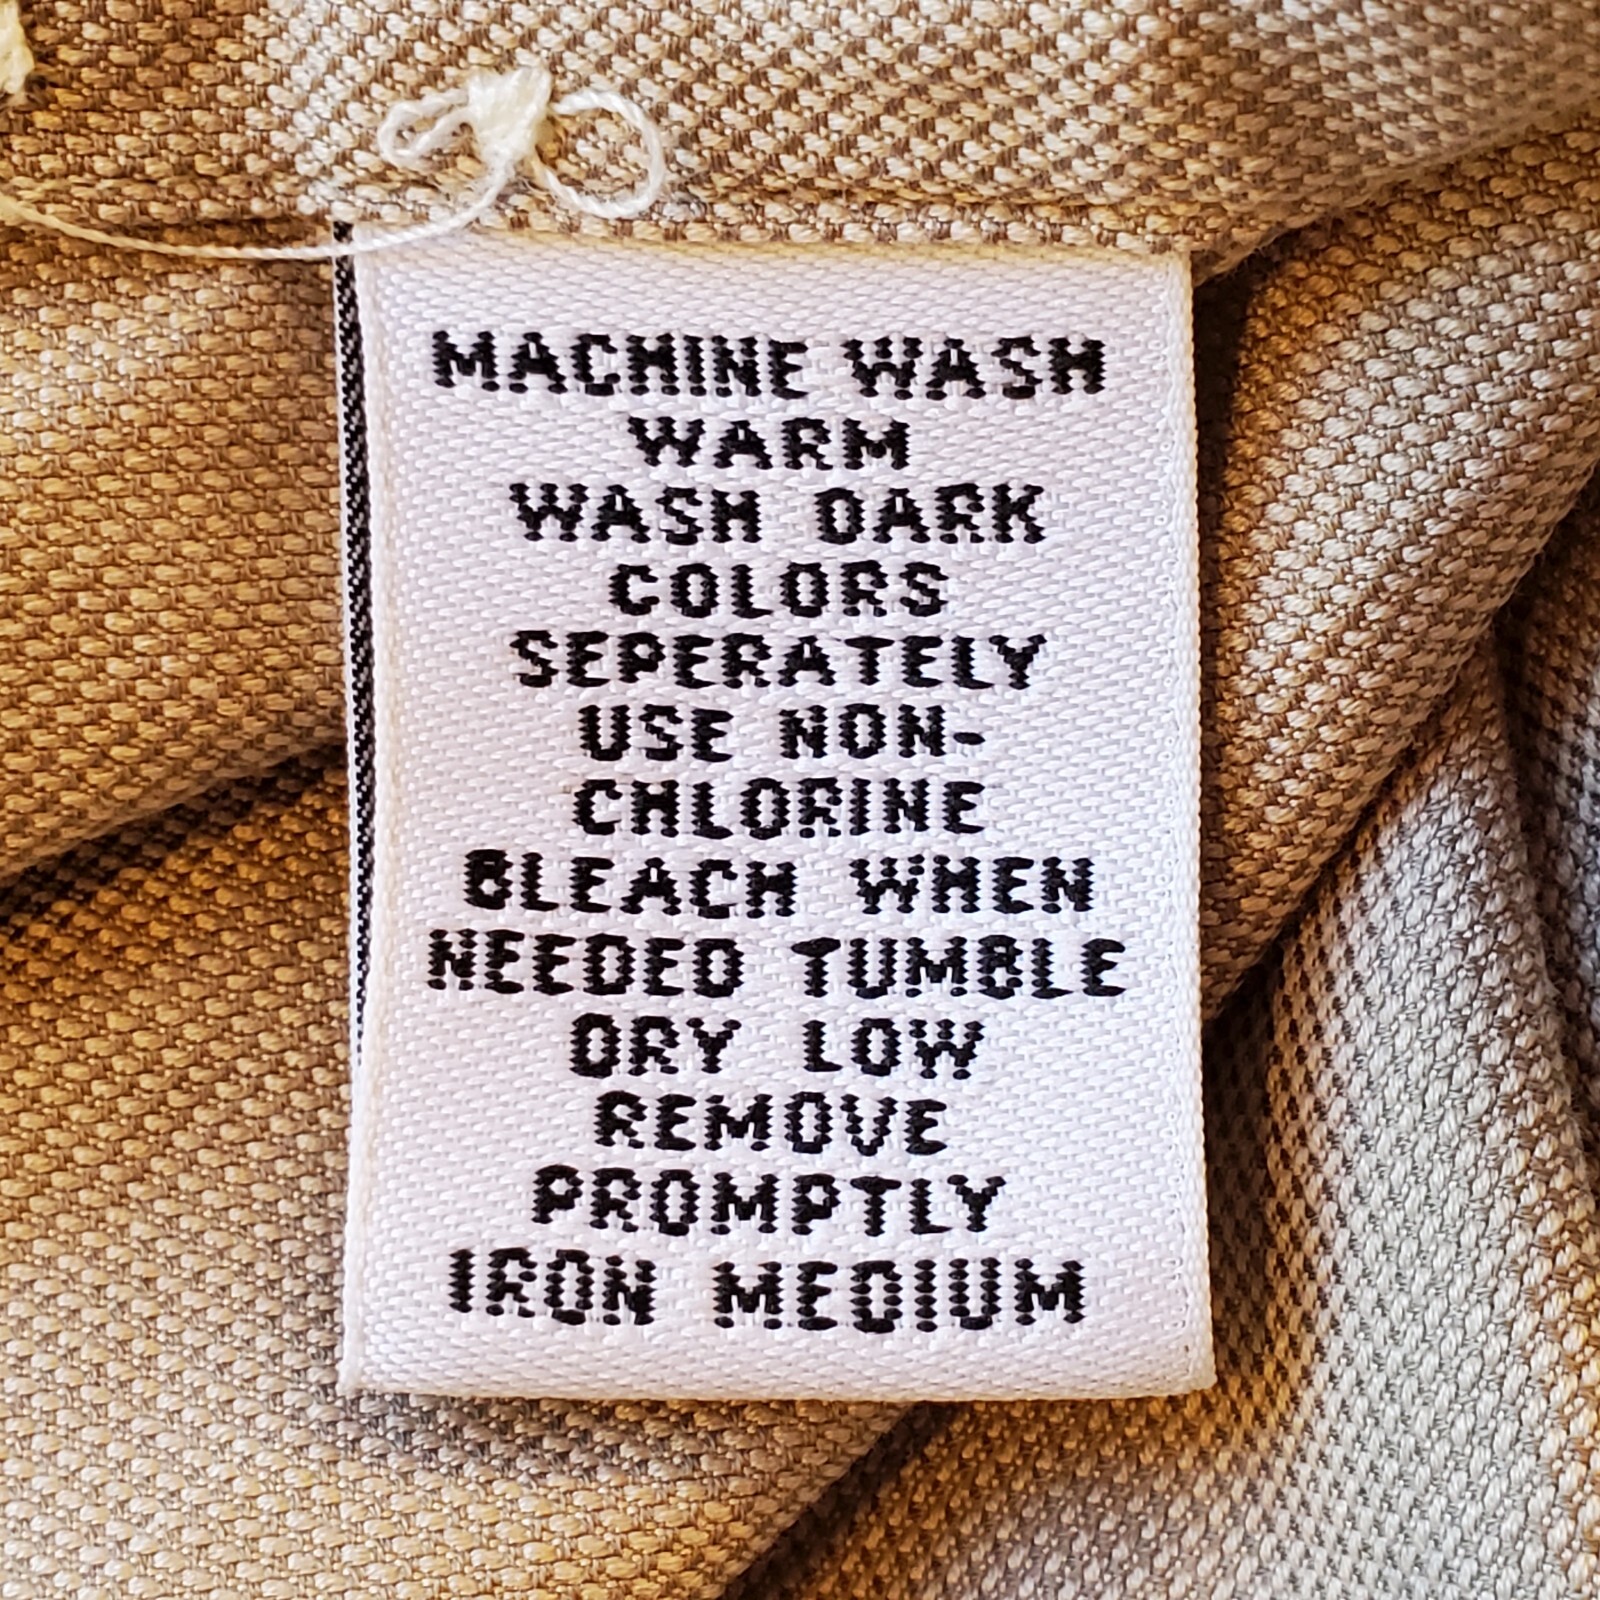 MACHINE WASH
WARM
WASH DARK
COLORS
SEPERATELY
USE NON-
CHLORINE
BLEACH WHEN
NEEDED TUMBLE
DRY LOW
REMOVE
PROMPTLY
IRON MEDIUM